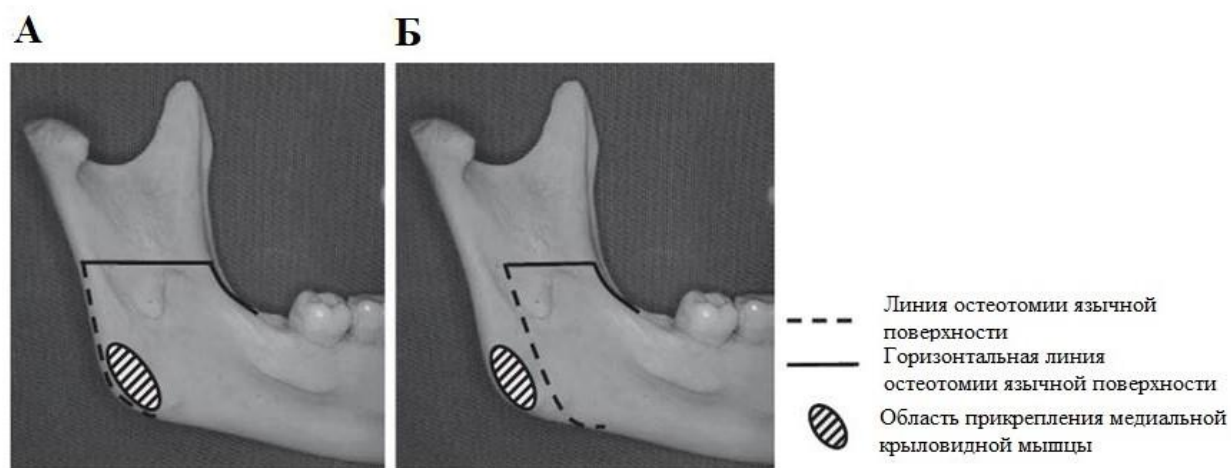 А
Б
Линия остеотомии язычной
поверхности
Горизонтальная линия
остеотомии язычной поверхности
Область прикрепления медиальной
крыловидной мышцы